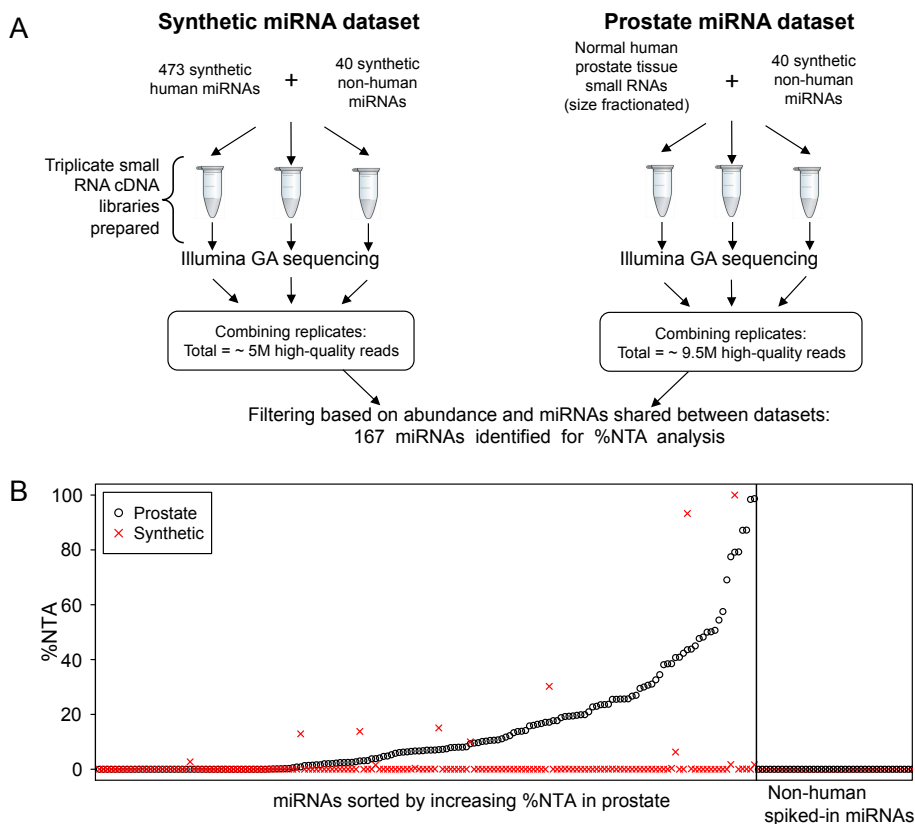 A
Synthetic miRNA dataset
473 synthetic
human miRNAs
+
40 synthetic
non-human
miRNAs
Triplicate small
RNA cDNA
libraries
prepared
Illumina GA sequencing
Combining replicates:
Total = ~ 5M high-quality reads
Prostate miRNA dataset
Normal human
prostate tissue
small RNAs
(size fractionated)
+
40 synthetic
non-human
miRNAs
Illumina GA sequencing
Combining replicates:
Total = ~ 9.5M high-quality reads
Filtering based on abundance and miRNAs shared between datasets:
167 miRNAs identified for %NTA analysis
B
Prostate
Synthetic
%NTA
100
80
60
40
20
0
miRNAs sorted by increasing %NTA in prostate
Non-human
spiked-in miRNAs